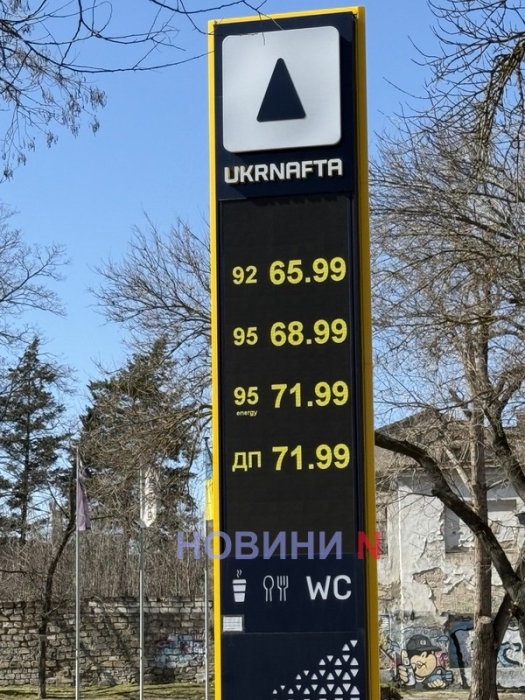 UKRNAFTA
92 65.99
95 68.99
95 71.99
energy
ДП 71.99
НОВИНИ N
WC